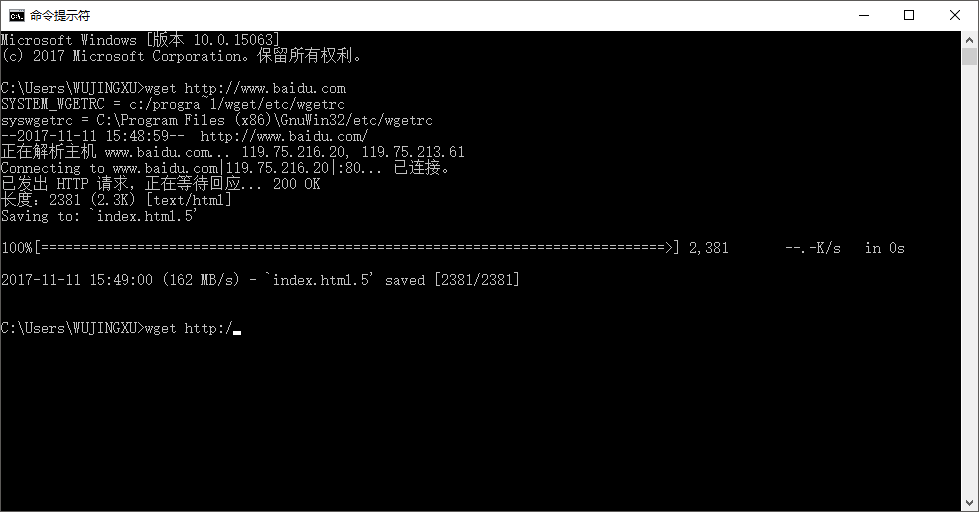 命令提示符
Microsoft Windows [版本 10.0.15063]
(c) 2017 Microsoft Corporation。保留所有权利。
C:\Users\WUJINGXU>wget http://www.baidu.com
SYSTEM_WGETRC = c:/progra~1/wget/etc/wgetrc
syswgetrc = C:\Program Files (x86)\GnuWin32/etc/wgetrc
--2017-11-11 15:48:59--  http://www.baidu.com/
正在解析主机 www.baidu.com... 119.75.216.20, 119.75.213.61
Connecting to www.baidu.com|119.75.216.20|:80... 已连接。
已发出 HTTP 请求，正在等待回应... 200 OK
长度：2381 (2.3K) [text/html]
Saving to: `index.html.5'
100%[==============================================================================>] 2,381       --.-K/s   in 0s
2017-11-11 15:49:00 (162 MB/s) - `index.html.5' saved [2381/2381]
C:\Users\WUJINGXU>wget http:/